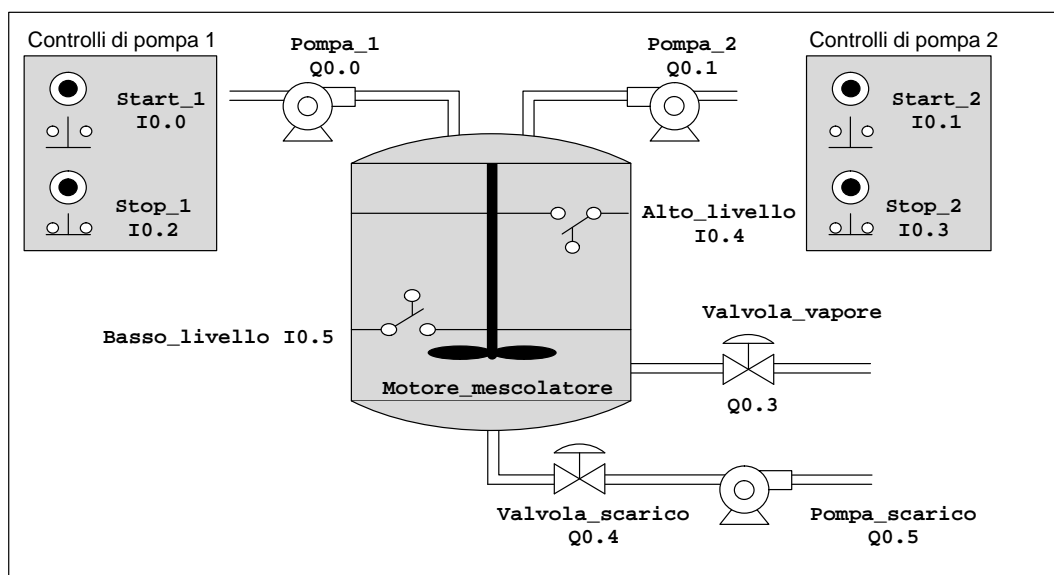 Controlli di pompa 1
Start_1
I0.0
Stop_1
I0.2
Pompa_1
Q0.0
Pompa_2
Q0.1
Controlli di pompa 2
Start_2
I0.1
Stop_2
I0.3
Alto_livello
I0.4
Basso_livello I0.5
Motore_mescolatore
Valvola_vapore
Q0.3
Valvola_scarico
Q0.4
Pompa_scarico
Q0.5